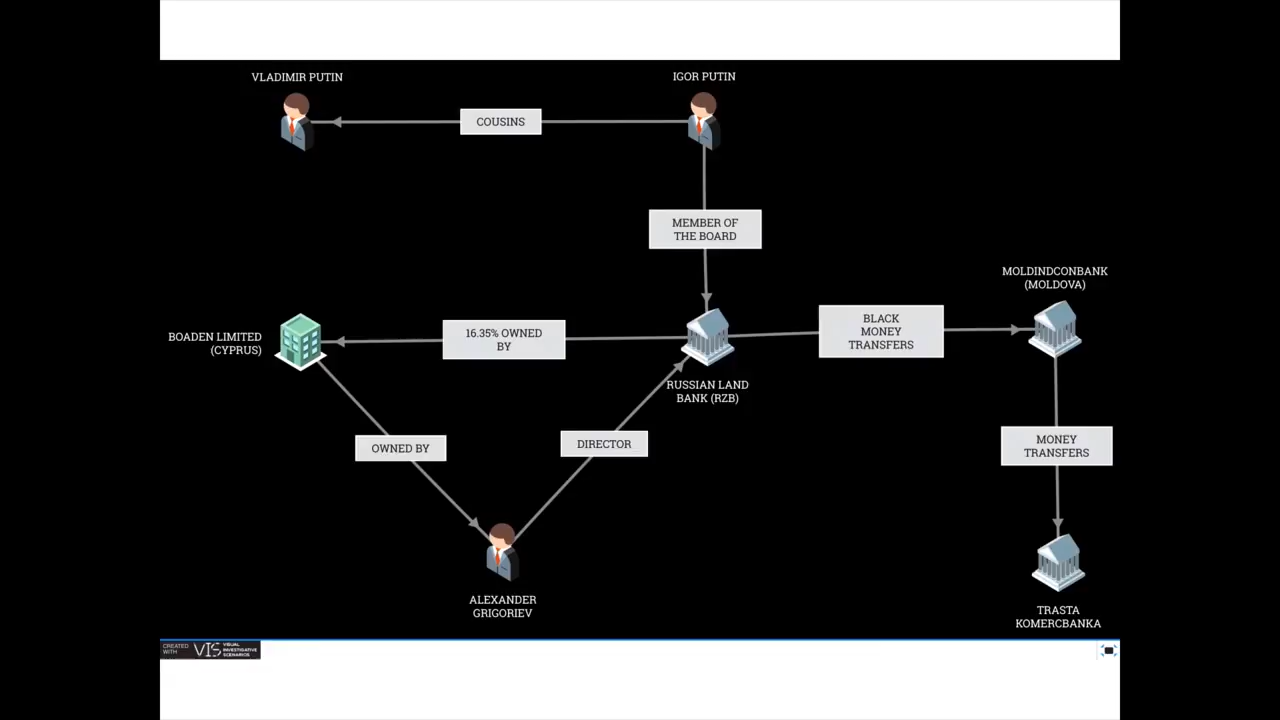 VLADIMIR PUTIN
IGOR PUTIN
COUSINS
MEMBER OF
THE BOARD
MOLDINDCONBANK
(MOLDOVA)
BLACK
MONEY
TRANSFERS
16.35% OWNED
BY
BOADEN LIMITED
(CYPRUS)
RUSSIAN LAND
BANK (RZB)
OWNED BY
DIRECTOR
MONEY
TRANSFERS
ALEXANDER
GRIGORIEV
TRASTA
KOMERCBANKA
CREATED
WITH
VIS
VISUAL
INVESTIGATIVE
SCENARIOS